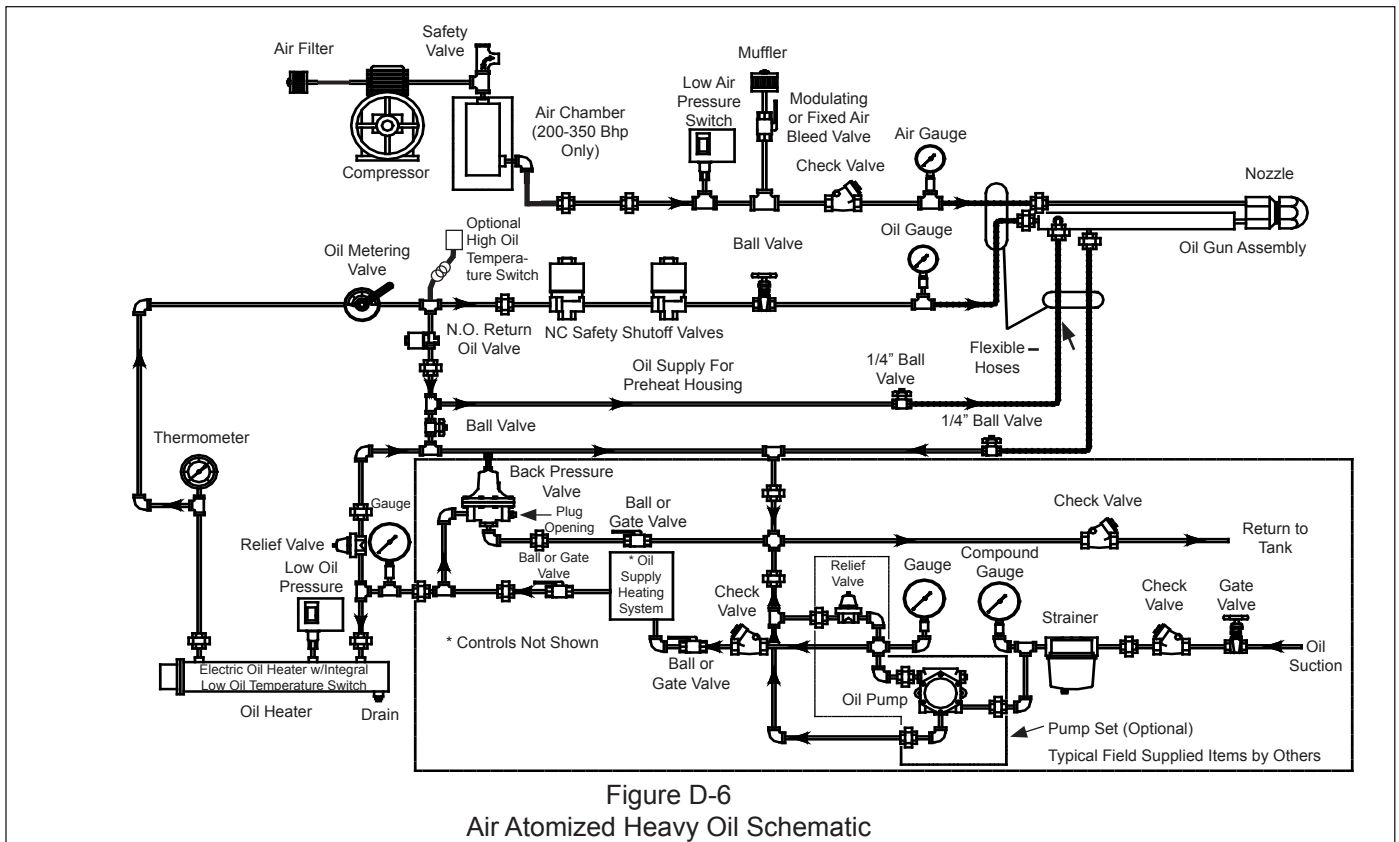 Air Filter
Safety
Valve
Compressor
Air Chamber
(200-350 Bhp
Only)
Low Air
Pressure
Switch
Muffler
Modulating
or Fixed Air
Bleed Valve
Check Valve
Air Gauge
Nozzle
Oil Gun Assembly
Optional
High Oil
Tempera-
ture Switch
Oil Metering
Valve
Ball Valve
Oil Gauge
N.O. Return
Oil Valve
NC Safety Shutoff Valves
Oil Supply For
Preheat Housing
1/4” Ball
Valve
Flexible
Hoses
1/4” Ball Valve
Ball Valve
Thermometer
Back Pressure
Valve
Plug
Opening
Ball or
Gate Valve
Check Valve
Return to
Tank
Gauge
Relief Valve
Low Oil
Pressure
Ball or Gate
Valve
* Oil
Supply
Heating
System
Check
Valve
Relief
Valve
Gauge
Compound
Gauge
Strainer
Check
Valve
Gate
Valve
Oil
Suction
* Controls Not Shown
Ball or
Gate Valve
Oil Pump
Electric Oil Heater w/Integral
Low Oil Temperature Switch
Oil Heater
Drain
Pump Set (Optional)
Typical Field Supplied Items by Others
Figure D-6
Air Atomized Heavy Oil Schematic